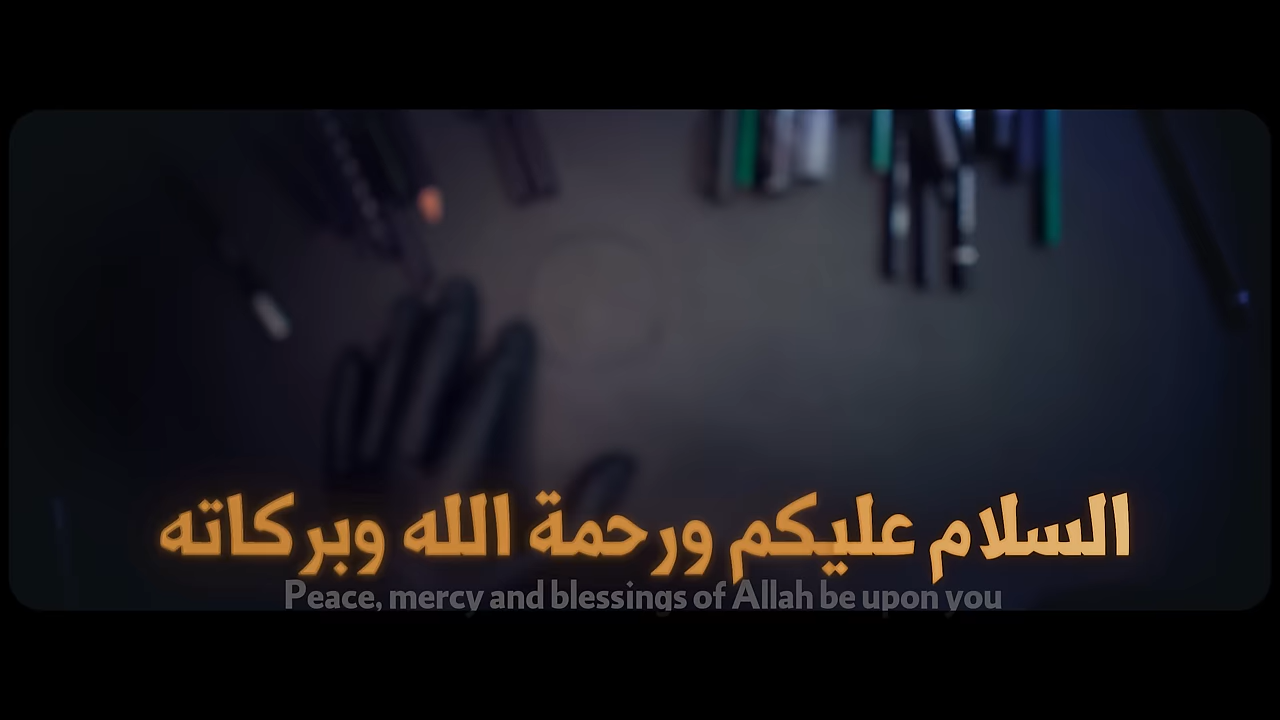 السلام عليكم ورحمة الله وبركاته
Peace, mercy and blessings of Allah be upon you